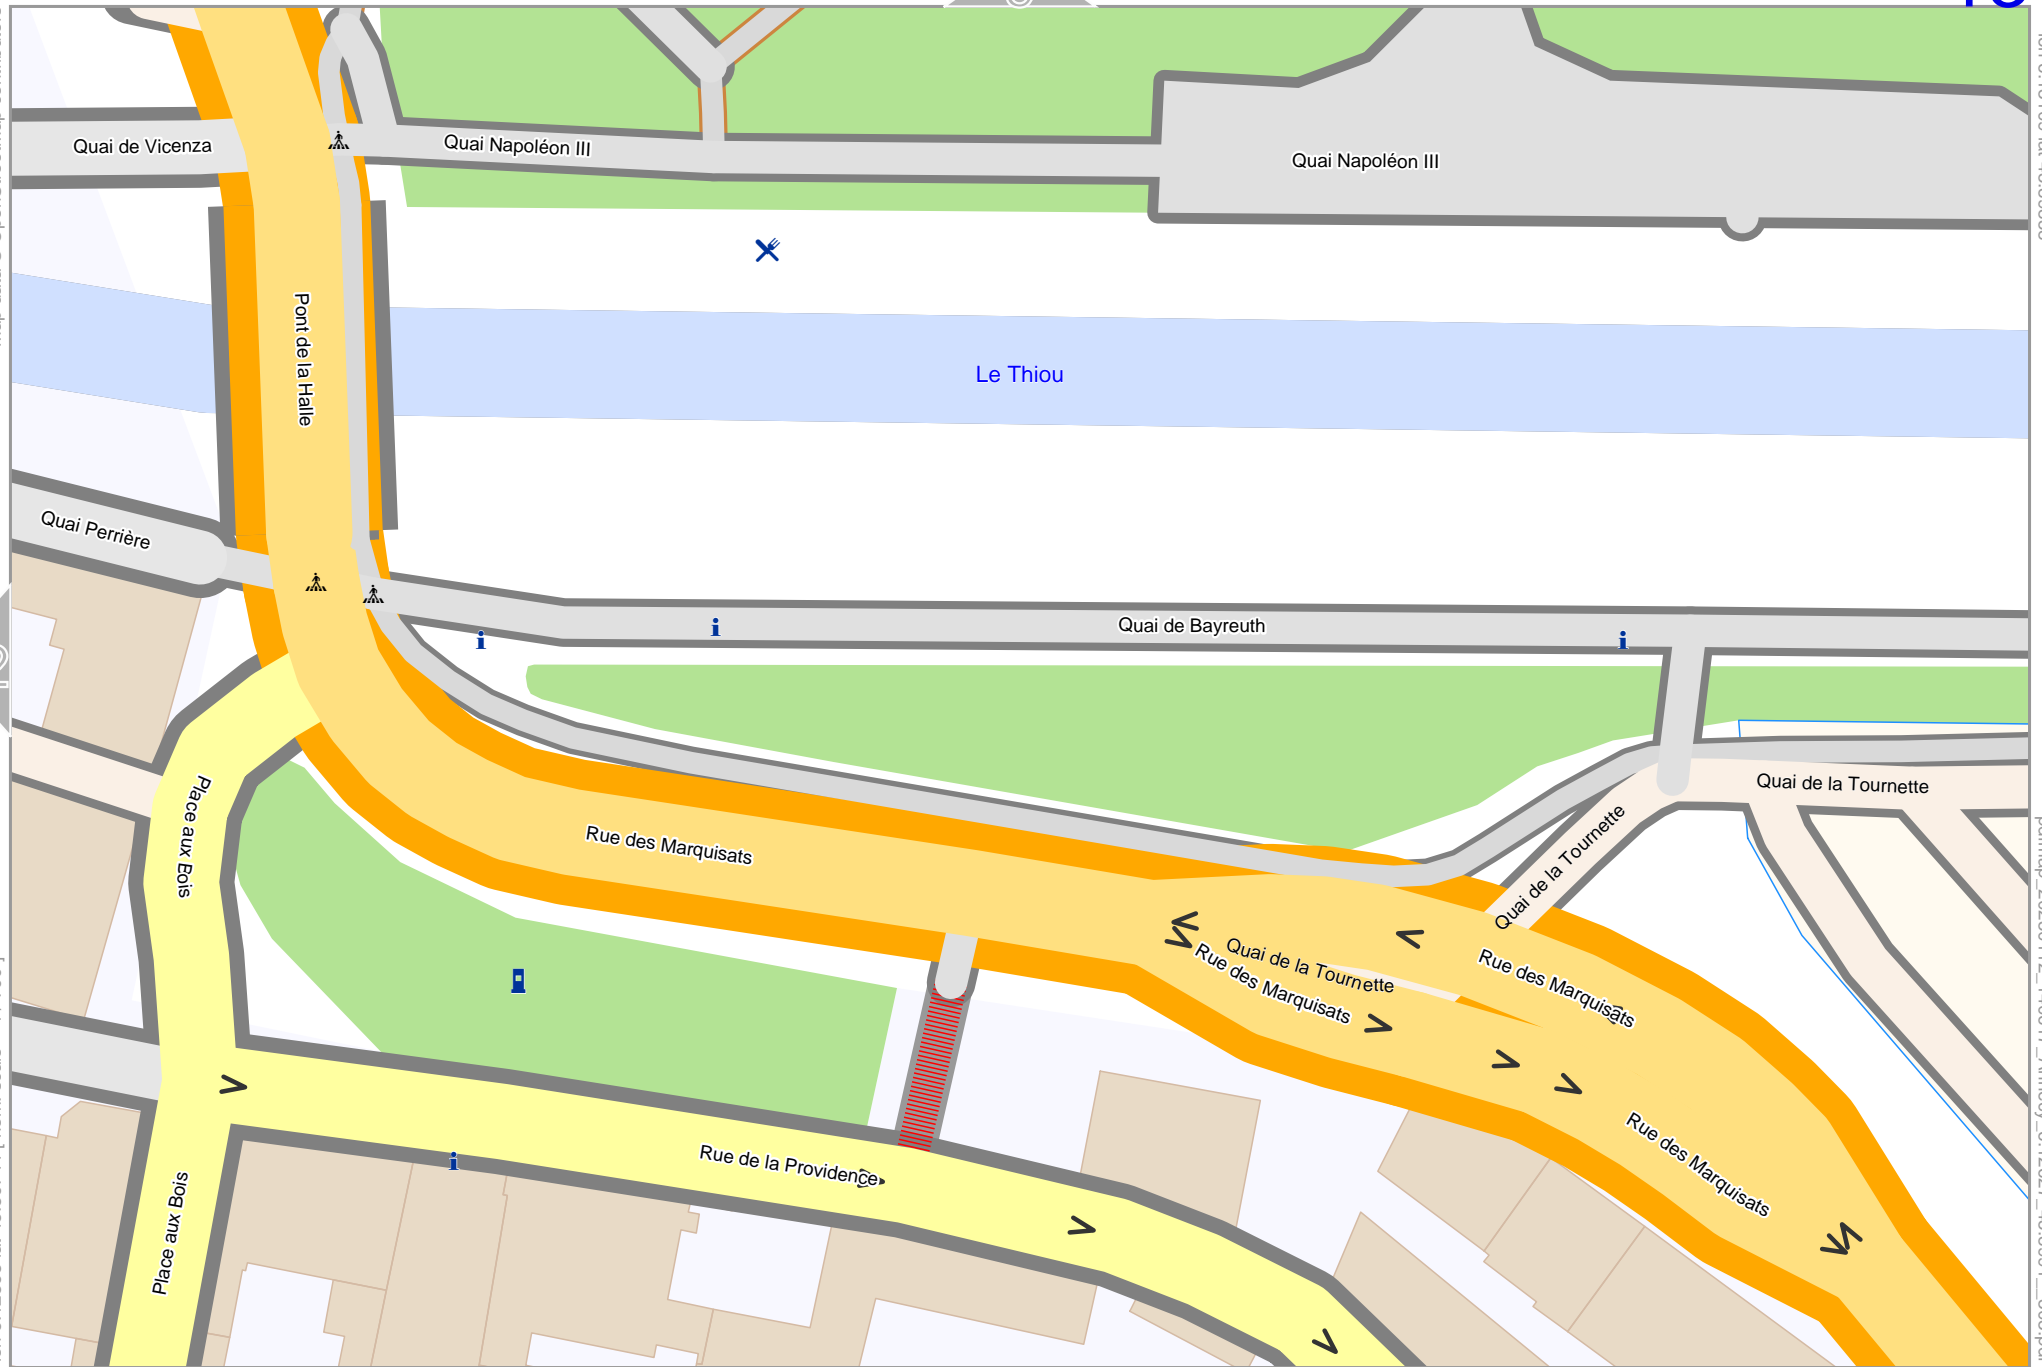 Quai de Vicenza
Quai Napoléon III
Quai Napoléon III
Pont de la Halle
Le Thiou
Quai Perrière
Quai de Bayreuth
Place aux Bois
Quai de la Tournette
Rue des Marquisats
Quai de la Tournette
Quai de la Tournette
Rue des Marquisats
Rue des Marquisats
Rue des Marquisats
Rue de la Providence
Place aux Bois